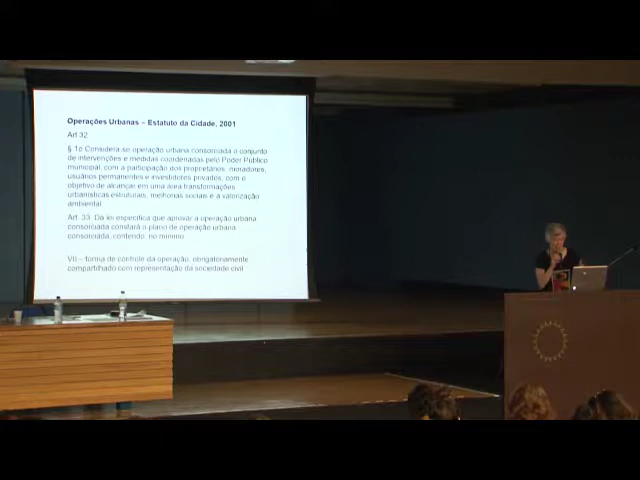 Operações Urbanas – Estatuto da Cidade, 2001
Art 32
§ 1o Considera-se operação urbana consorciada o conjunto
de intervenções e medidas coordenadas pelo Poder Público
municipal, com a participação dos proprietários, moradores,
usuários permanentes e investidores privados, com o
objetivo de alcançar em uma área transformações
urbanísticas estruturais, melhorias sociais e a valorização
ambiental
Art. 33. Da lei específica que aprovar a operação urbana
consorciada constará o plano de operação urbana
consorciada, contendo, no mínimo
VII – forma de controle da operação, obrigatoriamente
compartilhado com representação da sociedade civil